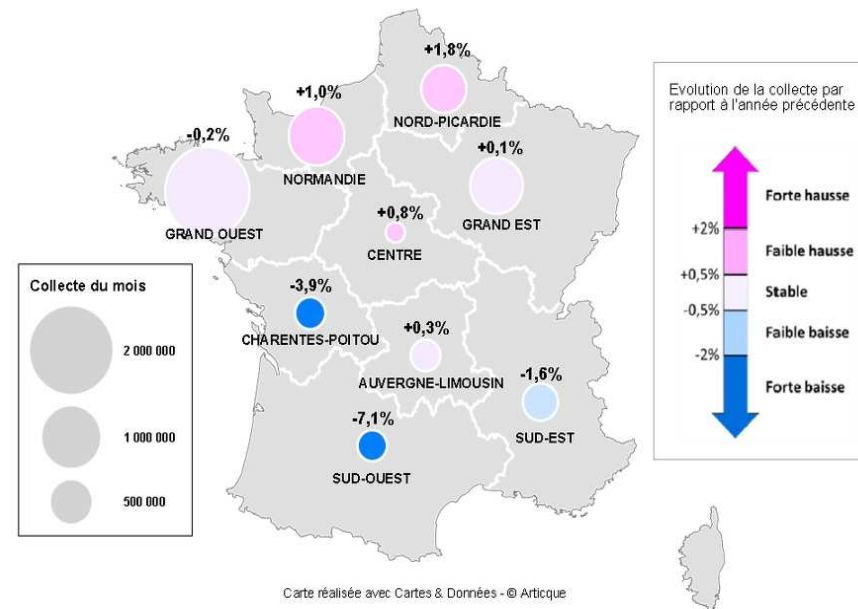 +1,8%
NORD-PICARDIE
+1,0%
NORMANDIE
-0,2%
GRAND OUEST
+0,1%
GRAND EST
+0,8%
CENTRE
-3,9%
CHARENTES-POITOU
+0,3%
AUVERGNE-LIMOUSIN
-1,6%
SUD-EST
-7,1%
SUD-OUEST
Collecte du mois
2 000 000
1 000 000
500 000
Evolution de la collecte par
rapport à l'année précédente
Forte hausse
+2%
Faible hausse
+0,5%
Stable
-0,5%
Faible baisse
-2%
Forte baisse
Carte réalisée avec Cartes & Données - © Articque